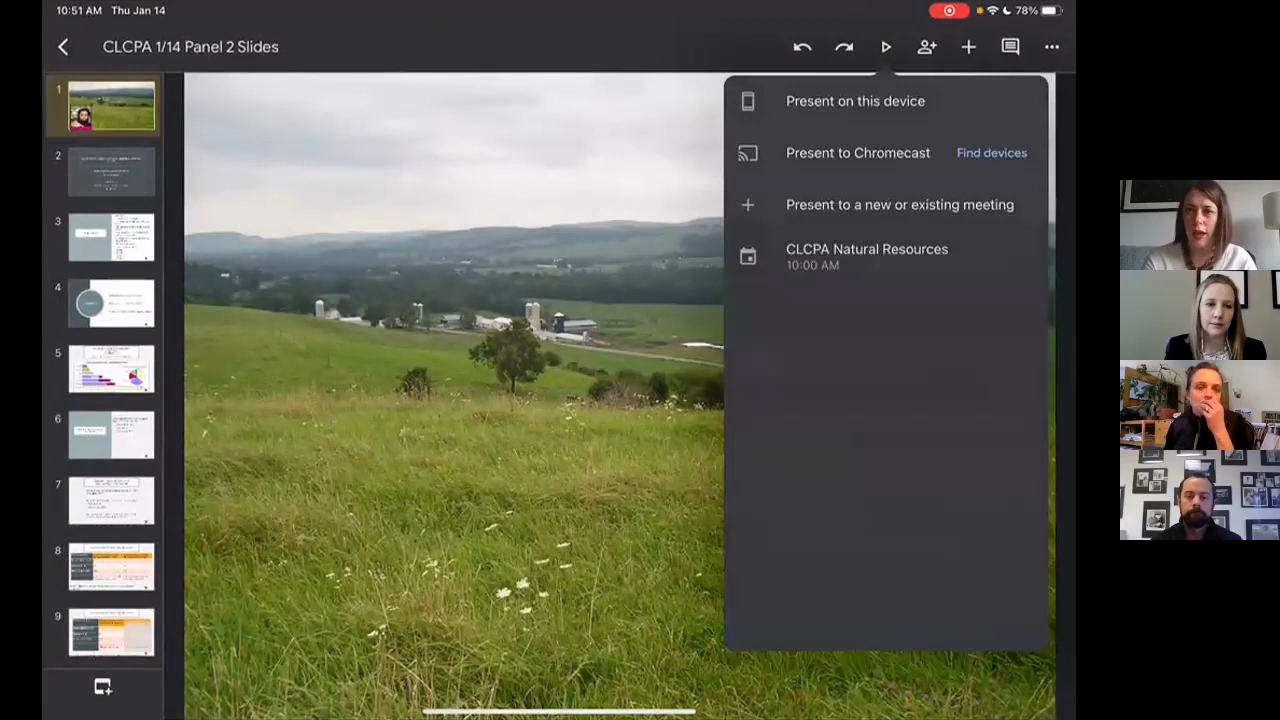 10:51 AM Thu Jan 14
78%
CLCPA 1/14 Panel 2 Slides
1
2
3
4
5
6
7
8
9
Present on this device
Present to Chromecast Find devices
Present to a new or existing meeting
CLCPA Natural Resources
10:00 AM